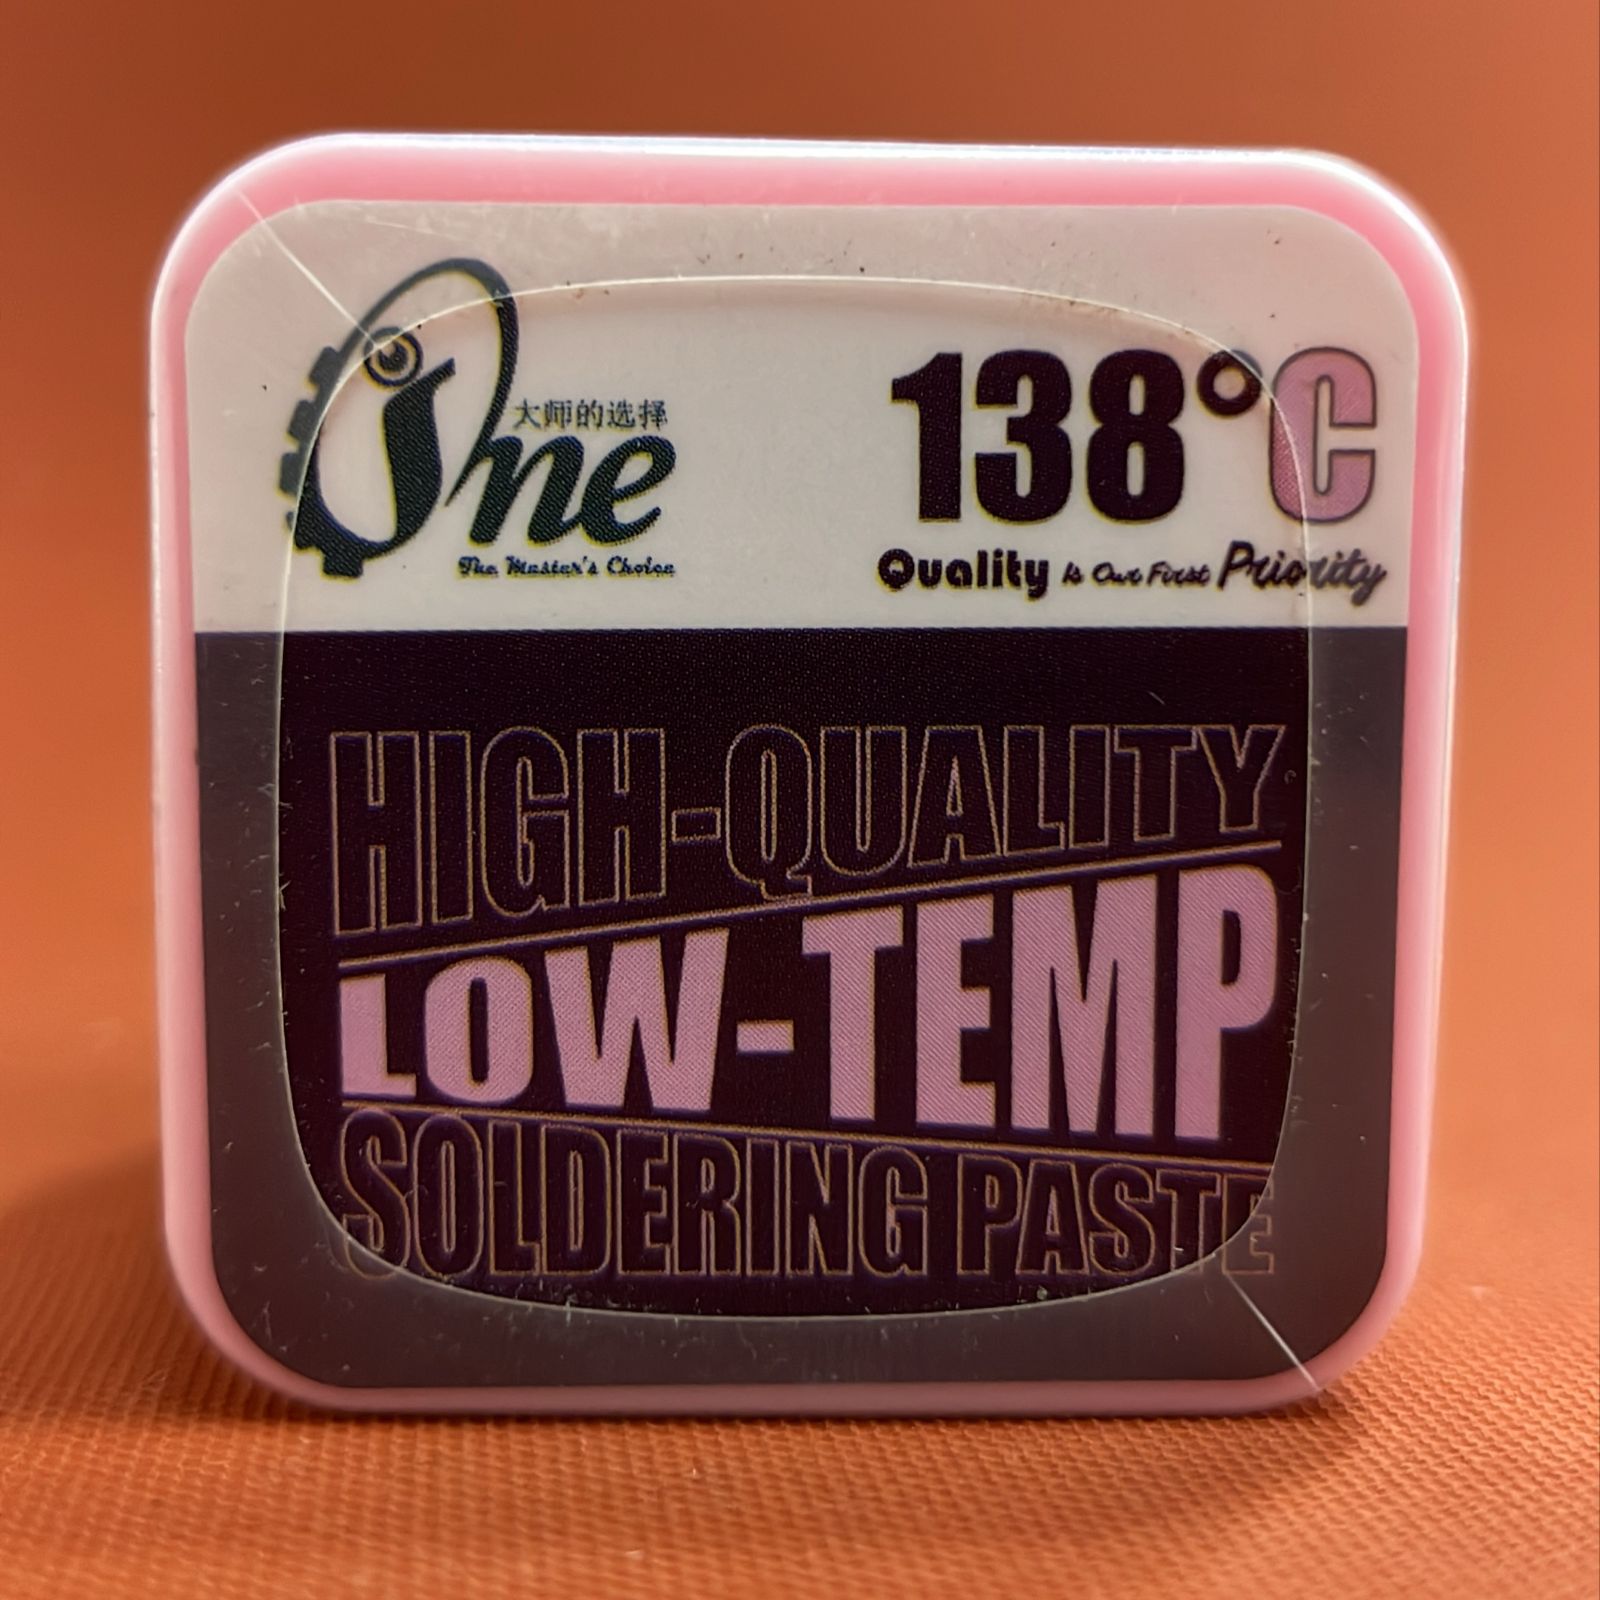 大师的选择
One
The Master's Choice
138°C
Quality Is Our First Priority
HIGH-QUALITY
LOW-TEMP
SOLDERING PASTE